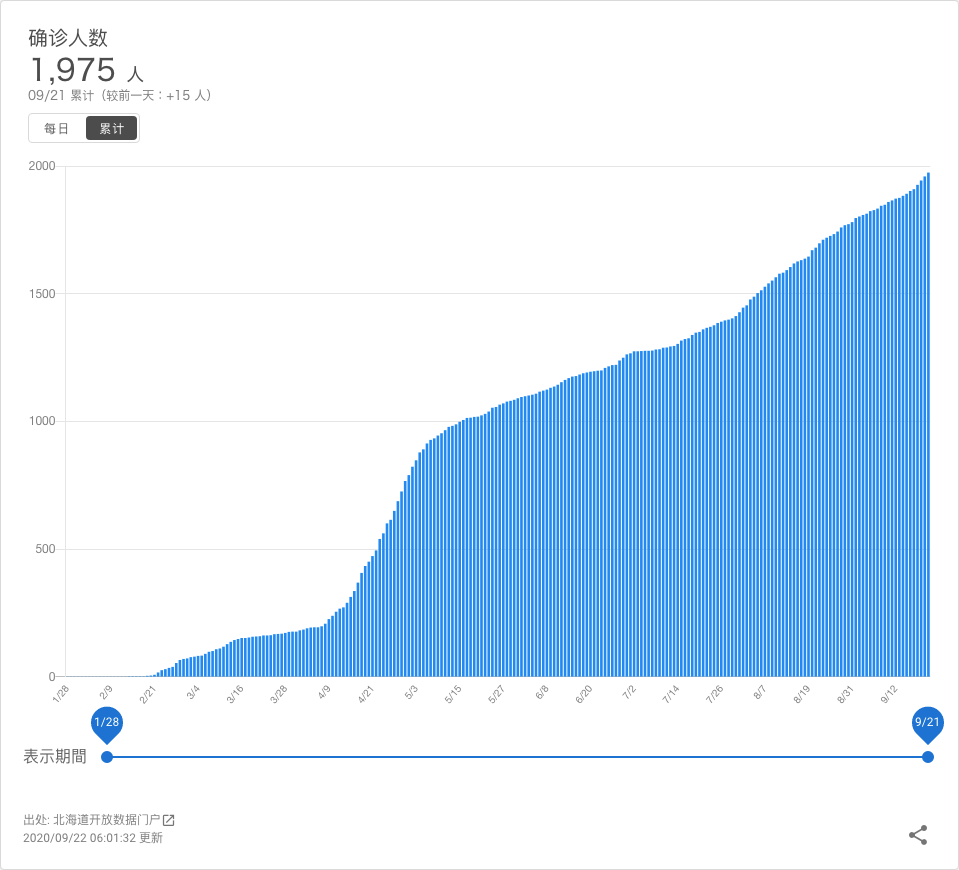 确诊人数
1,975 人
09/21 累计（较前一天：+15 人）
每日 累计
2000
1500
1000
500
0
1/28 2/9 2/21 3/4 3/16 3/28 4/9 4/21 5/3 5/15 5/27 6/8 6/20 7/2 7/14 7/26 8/7 8/19 8/31 9/12
1/28 9/21
表示期間
出处: 北海道开放数据门户
2020/09/22 06:01:32 更新